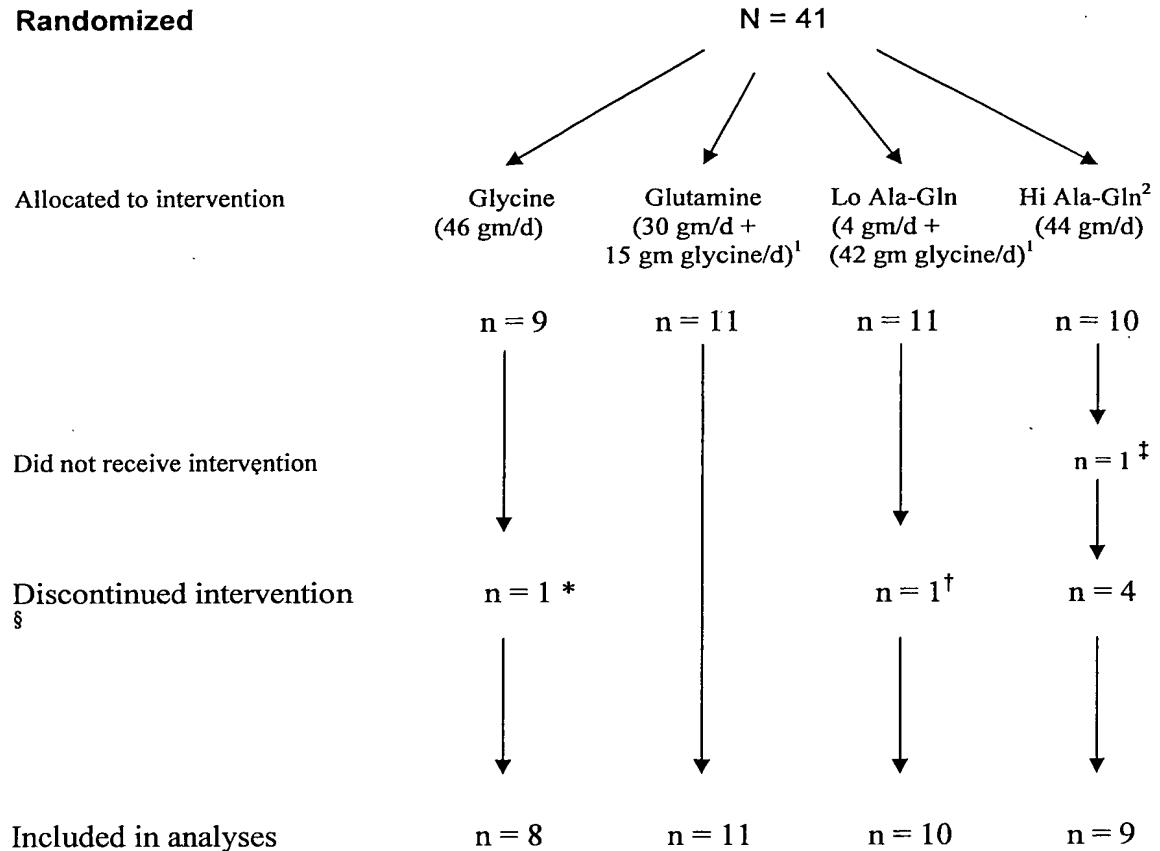 Randomized N = 41
Allocated to intervention Glycine Glutamine Lo Ala-Gln Hi Ala-Gln²
(46 gm/d) (30 gm/d + (4 gm/d + (44 gm/d)
15 gm glycine/d)¹ (42 gm glycine/d)¹
n = 9 n = 11 n = 11 n = 10
Did not receive intervention n = 1 ‡
Discontinued intervention n = 1 * n = 1† n = 4
§
Included in analyses n = 8 n = 11 n = 10 n = 9